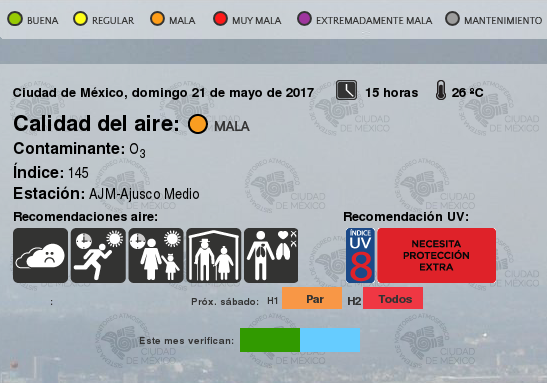 BUENA REGULAR MALA MUY MALA EXTREMADAMENTE MALA MANTENIMIENTO
Ciudad de México, domingo 21 de mayo de 2017 15 horas 26 ºC
Calidad del aire: MALA
Contaminante: O3
Índice: 145
Estación: AJM-Ajusco Medio
Recomendaciones aire: Recomendación UV:
ÍNDICE
UV
8
NECESITA
PROTECCIÓN
EXTRA
: Próx. sábado: H1 Par H2 Todos
Este mes verifican:
CIUDAD
DE MÉXICO